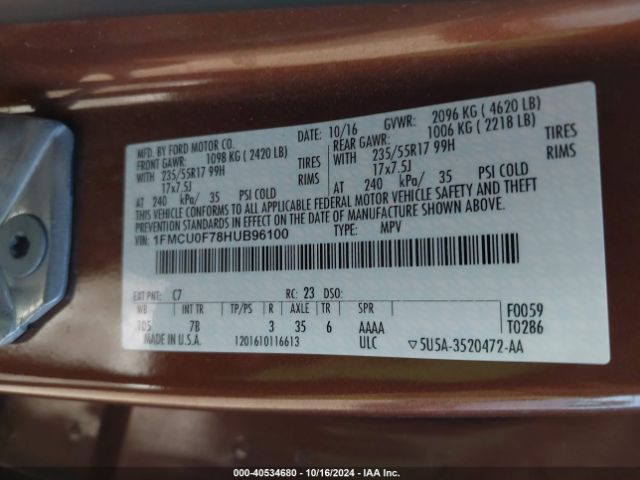 MFD. BY FORD MOTOR CO.
DATE: 10/16 GVWR: 2096 KG ( 4620 LB)
FRONT GAWR: 1098 KG ( 2420 LB) REAR GAWR: 1006 KG ( 2218 LB)
WITH 235/55R17 99H TIRES WITH 235/55R17 99H TIRES
17x7.5J RIMS 17x7.5J RIMS
AT 240 kPa/ 35 PSI COLD AT 240 kPa/ 35 PSI COLD
THIS VEHICLE CONFORMS TO ALL APPLICABLE FEDERAL MOTOR VEHICLE SAFETY AND THEFT
PREVENTION STANDARDS IN EFFECT ON THE DATE OF MANUFACTURE SHOWN ABOVE.
VIN: 1FMCU0F78HUB96100 TYPE: MPV
EXT PNT: C7 RC: 23 DSO:
WB INT TR TP/PS R AXLE TR SPR F0059
105 7B 3 35 6 AAAA T0286
MADE IN U.S.A. 1201610116613 ULC ▽5U5A-3520472-AA
000-40534680 - 10/16/2024 - IAA Inc.